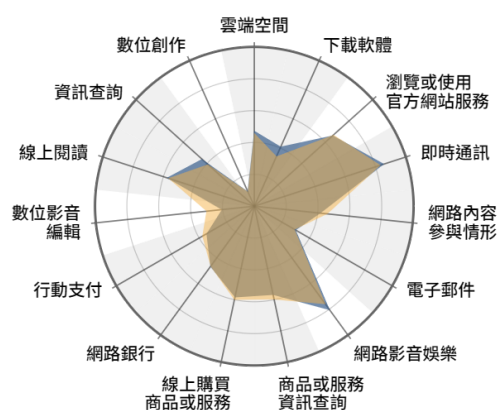 雲端空間
下載軟體
瀏覽或使用
官方網站服務
即時通訊
網路內容
參與情形
電子郵件
網路影音娛樂
商品或服務
資訊查詢
線上購買
商品或服務
網路銀行
行動支付
數位影音
編輯
線上閱讀
資訊查詢
數位創作